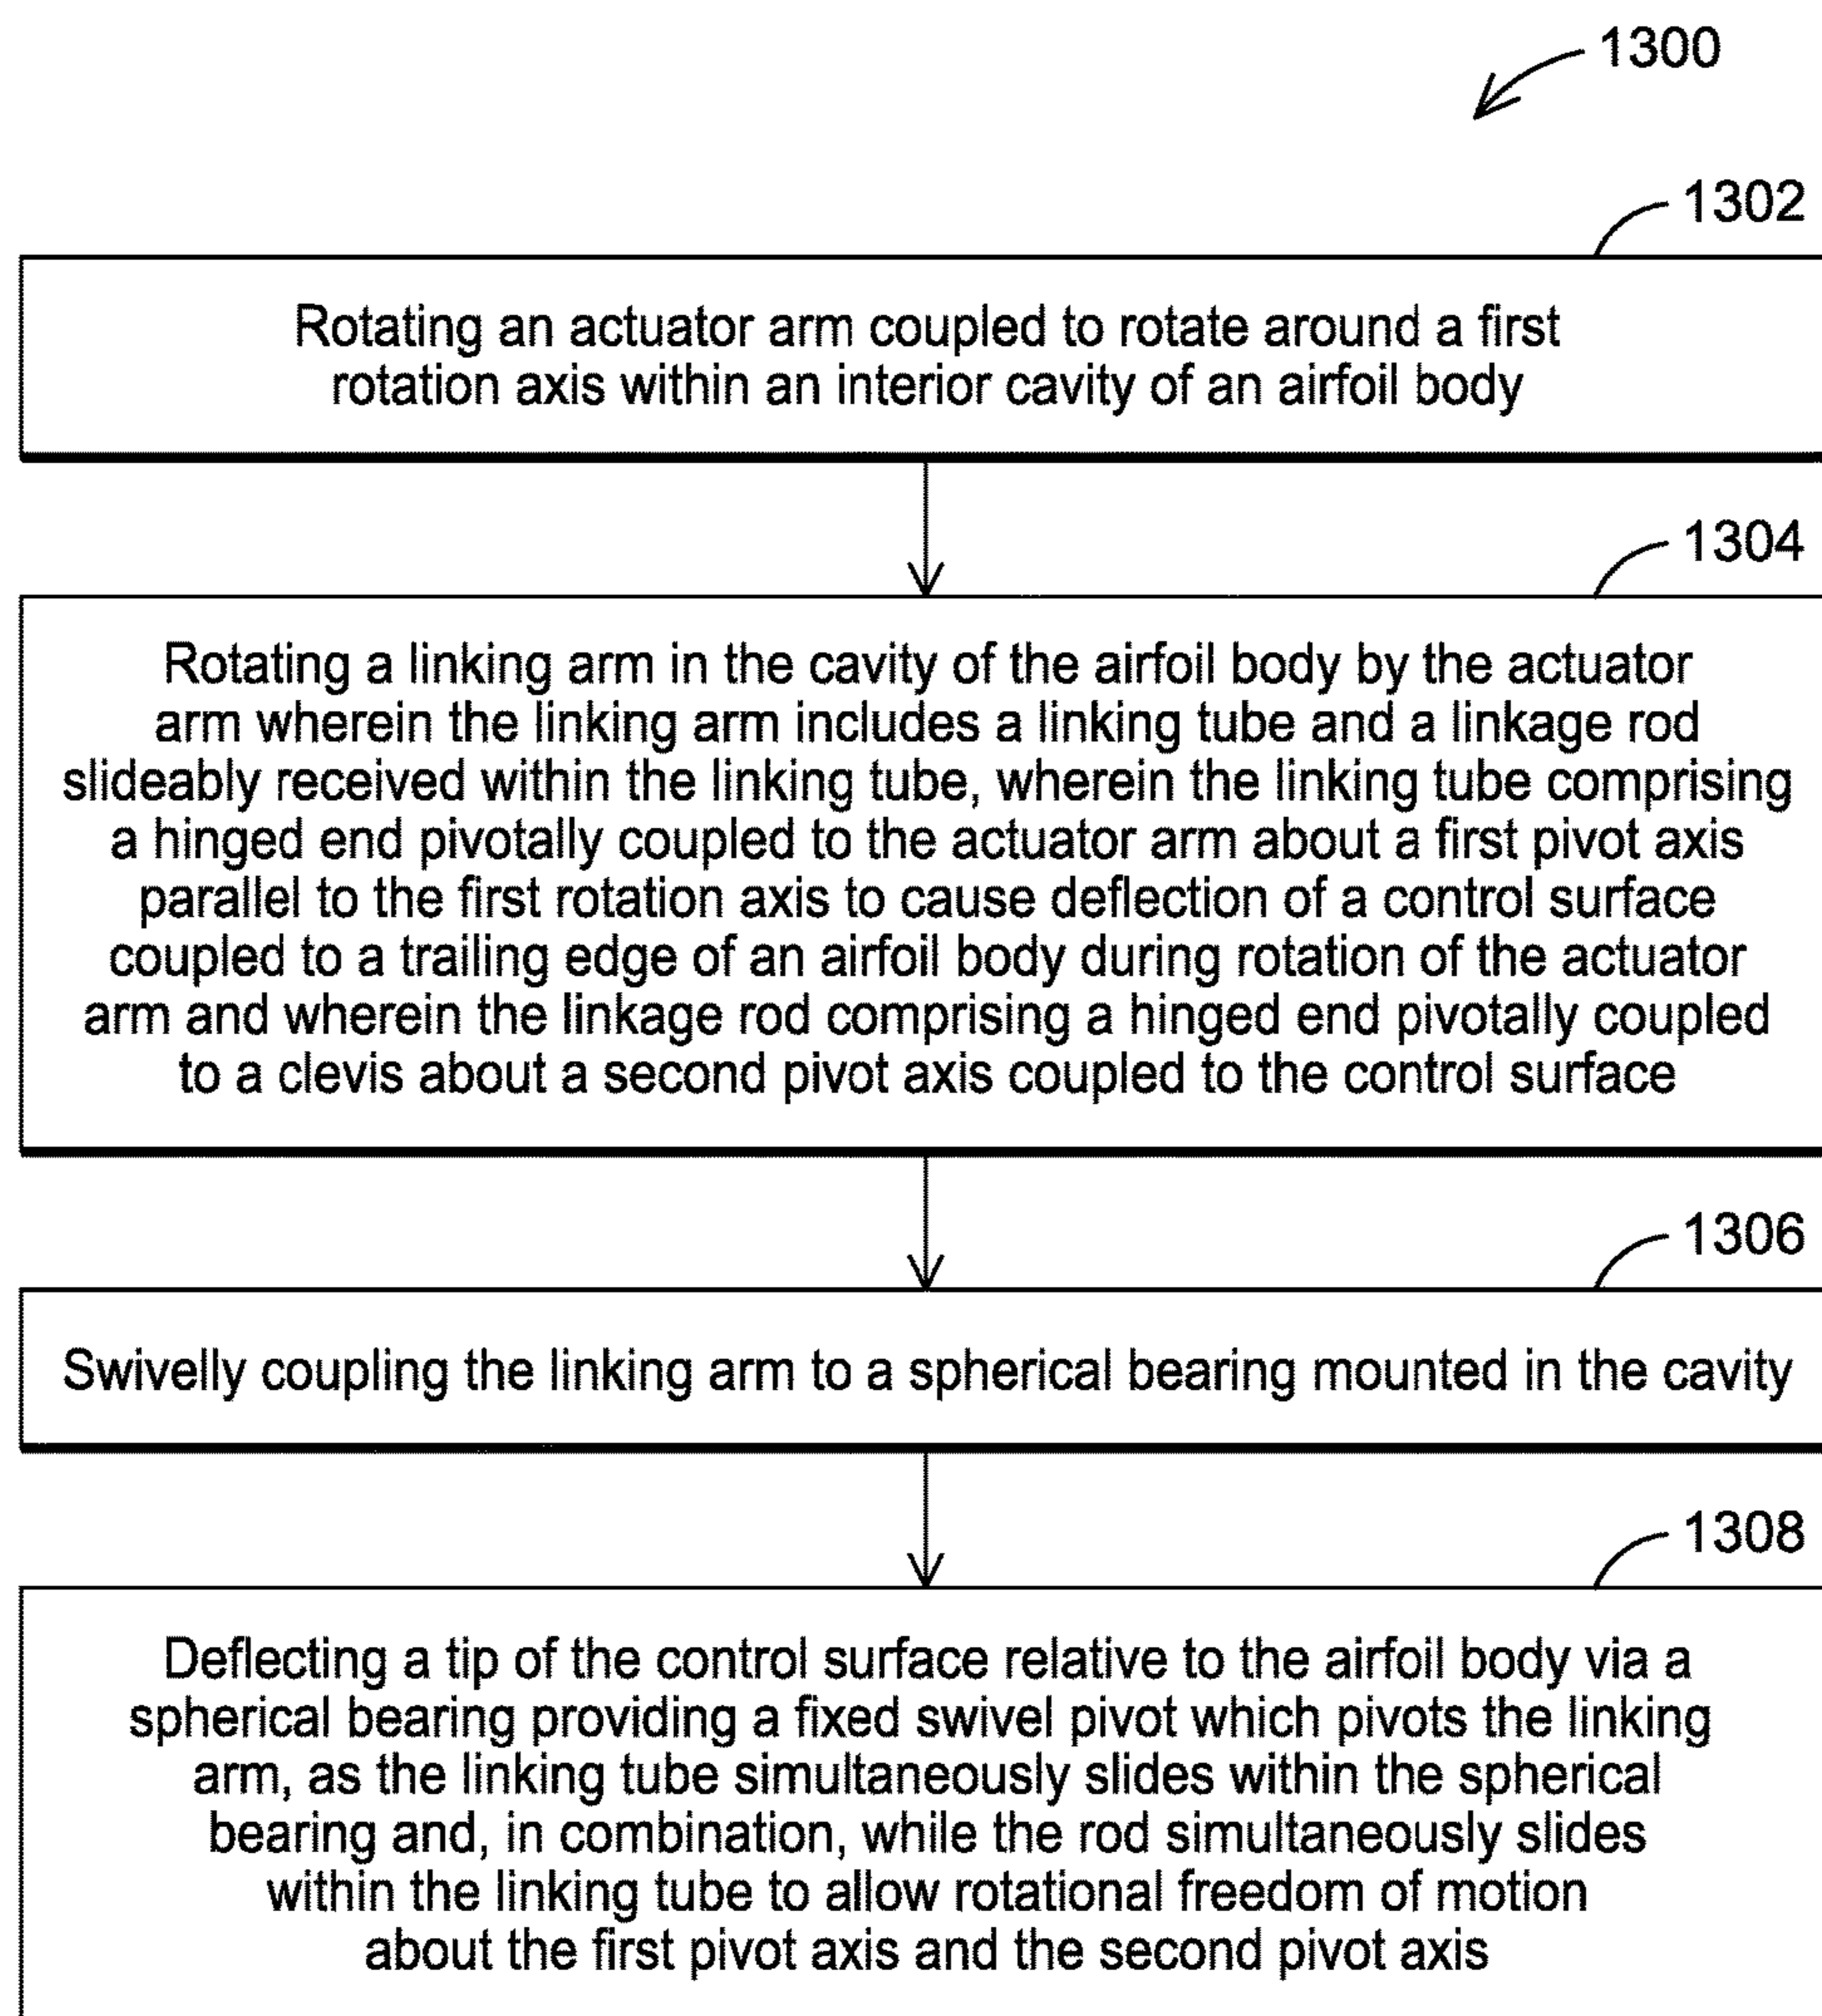 1300
1302
Rotating an actuator arm coupled to rotate around a first
rotation axis within an interior cavity of an airfoil body
1304
Rotating a linking arm in the cavity of the airfoil body by the actuator
arm wherein the linking arm includes a linking tube and a linkage rod
slideably received within the linking tube, wherein the linking tube comprising
a hinged end pivotally coupled to the actuator arm about a first pivot axis
parallel to the first rotation axis to cause deflection of a control surface
coupled to a trailing edge of an airfoil body during rotation of the actuator
arm and wherein the linkage rod comprising a hinged end pivotally coupled
to a clevis about a second pivot axis coupled to the control surface
1306
Swivelly coupling the linking arm to a spherical bearing mounted in the cavity
1308
Deflecting a tip of the control surface relative to the airfoil body via a
spherical bearing providing a fixed swivel pivot which pivots the linking
arm, as the linking tube simultaneously slides within the spherical
bearing and, in combination, while the rod simultaneously slides
within the linking tube to allow rotational freedom of motion
about the first pivot axis and the second pivot axis